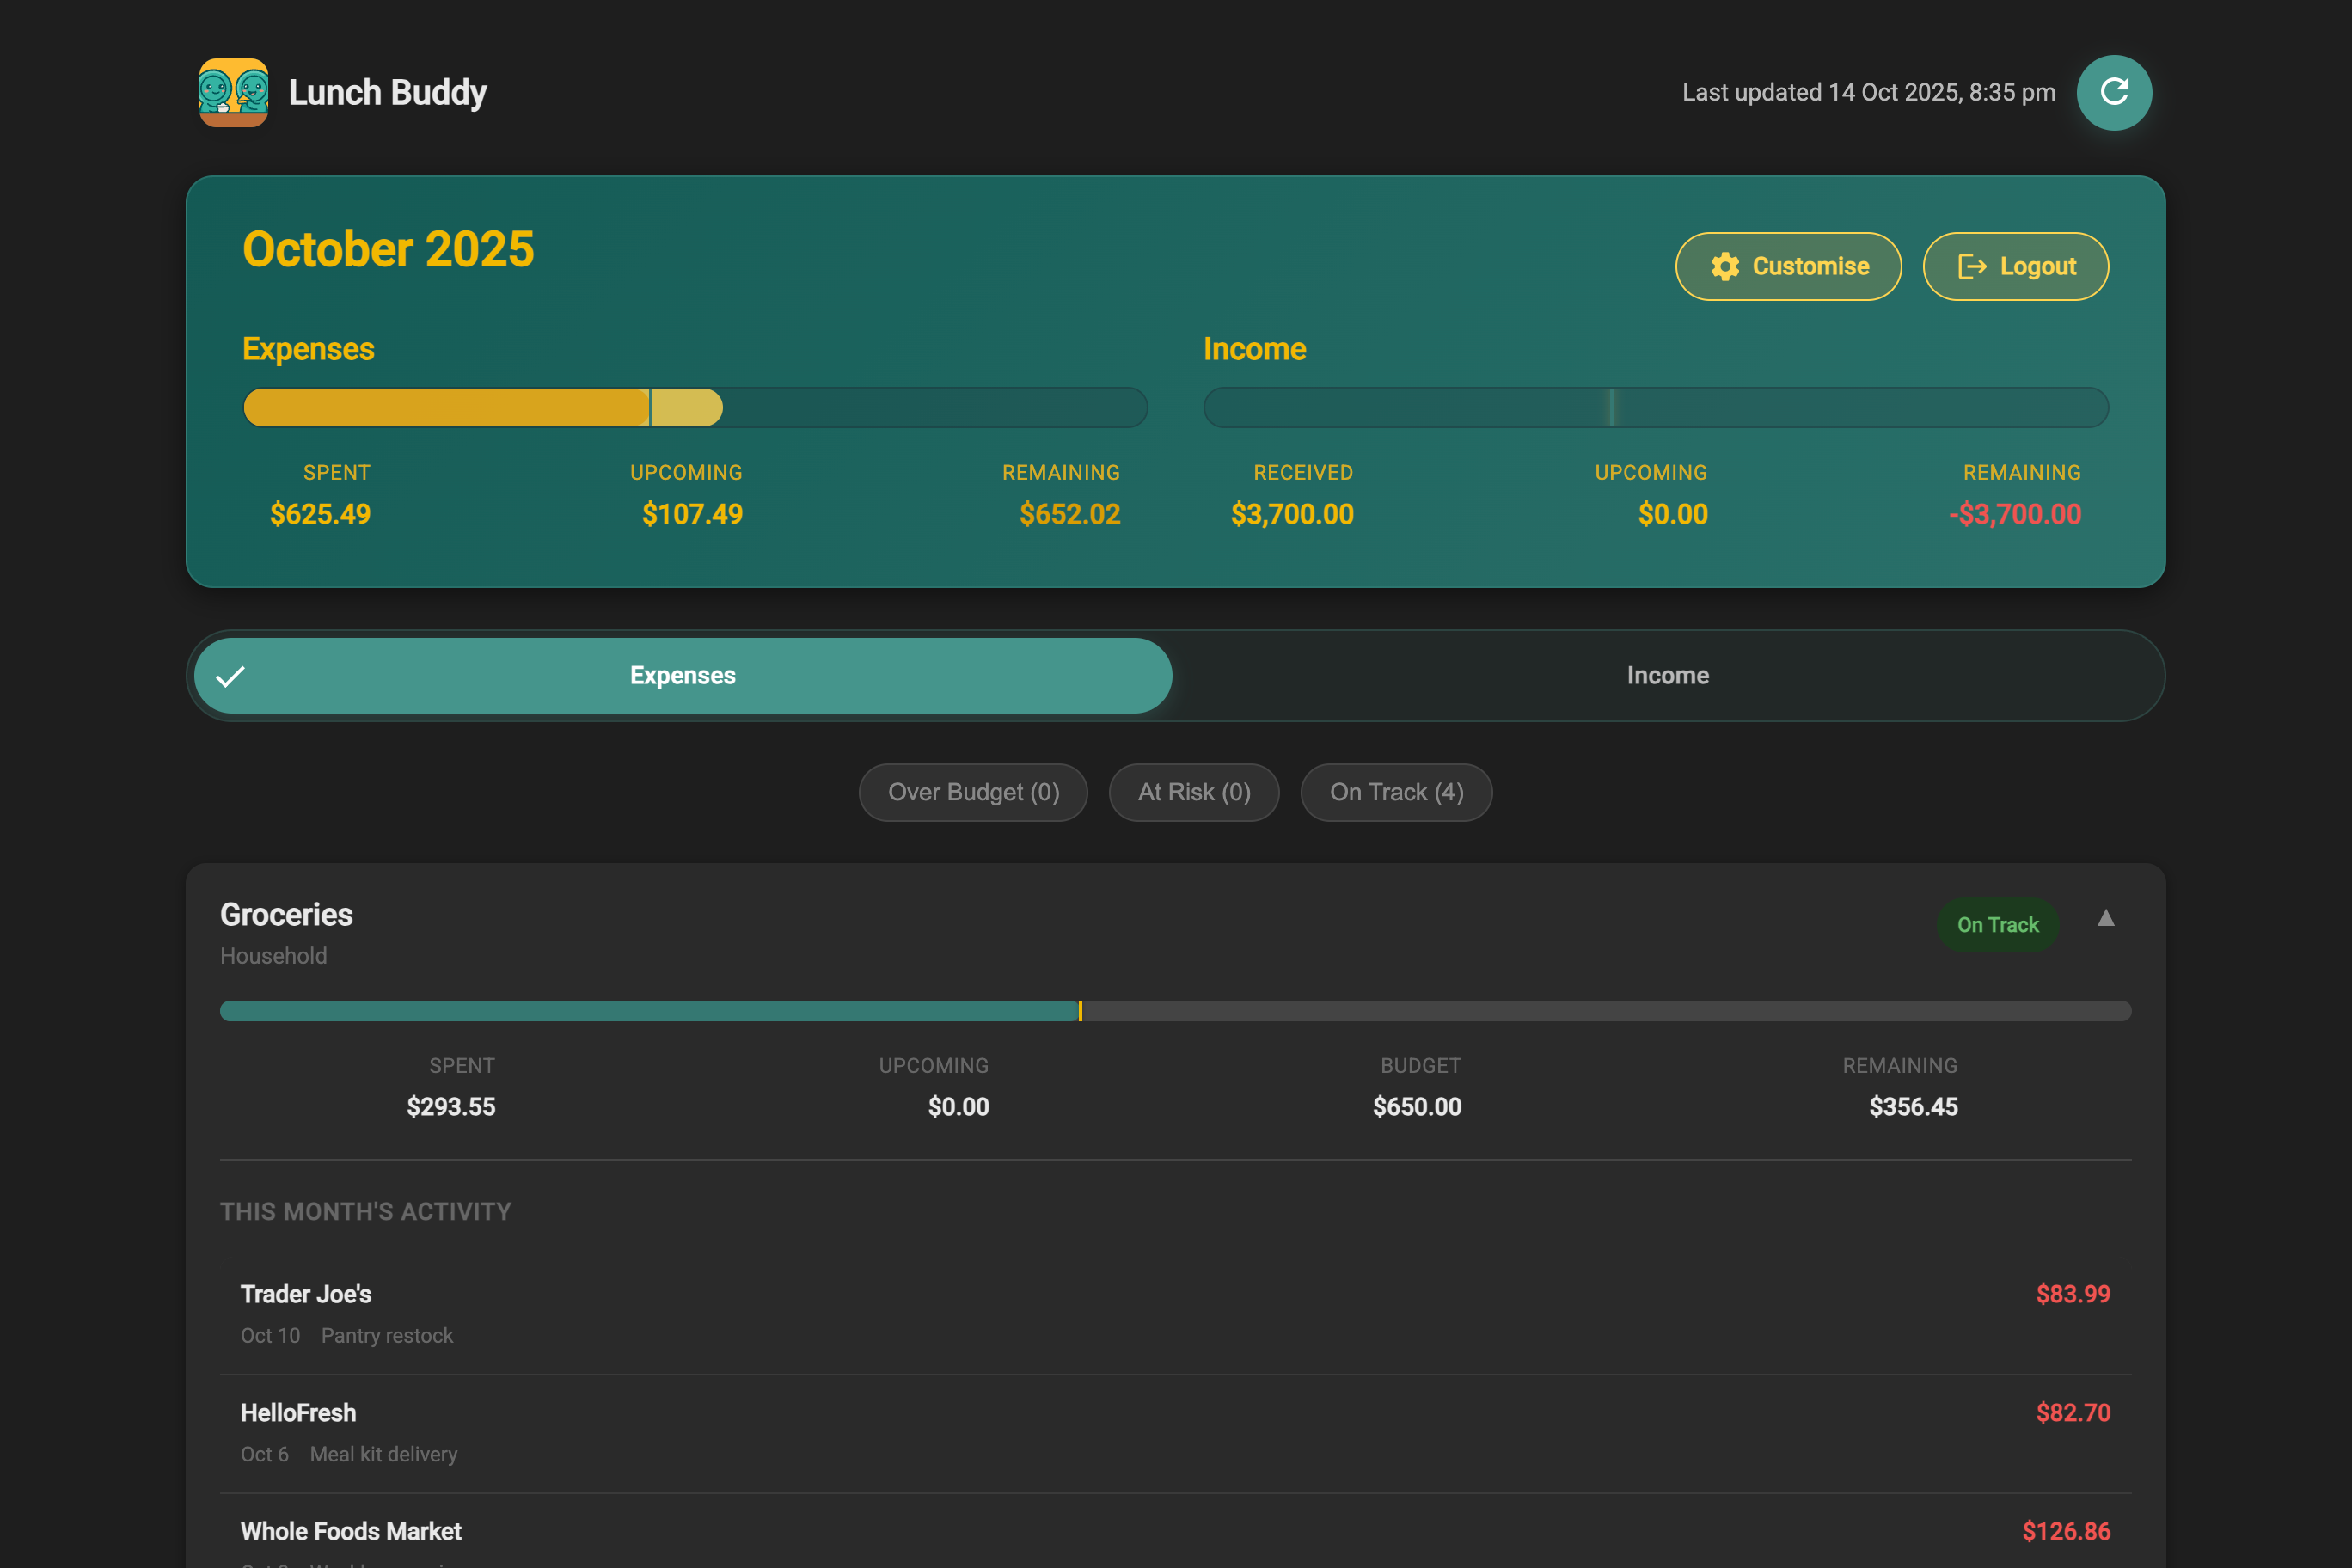 Lunch Buddy
Last updated 14 Oct 2025, 8:35 pm
October 2025
Customise
Logout
Expenses
Income
SPENT
UPCOMING
REMAINING
RECEIVED
UPCOMING
REMAINING
$625.49
$107.49
$652.02
$3,700.00
$0.00
-$3,700.00
Expenses
Income
Over Budget (0)
At Risk (0)
On Track (4)
Groceries
On Track
▲
Household
SPENT
UPCOMING
BUDGET
REMAINING
$293.55
$0.00
$650.00
$356.45
THIS MONTH'S ACTIVITY
Trader Joe's
$83.99
Oct 10 Pantry restock
HelloFresh
$82.70
Oct 6 Meal kit delivery
Whole Foods Market
$126.86